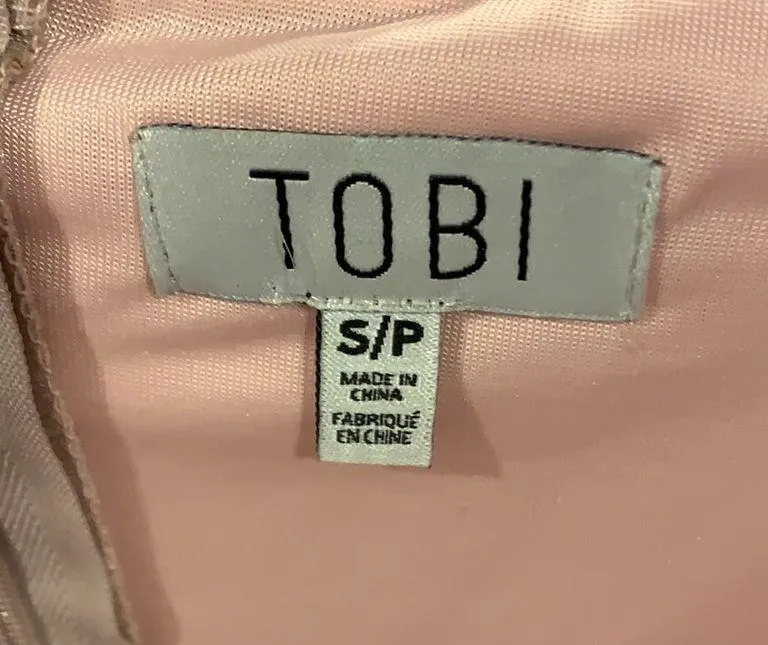 TOBI
S/P
MADE IN
CHINA
FABRIQUÉ
EN CHINE